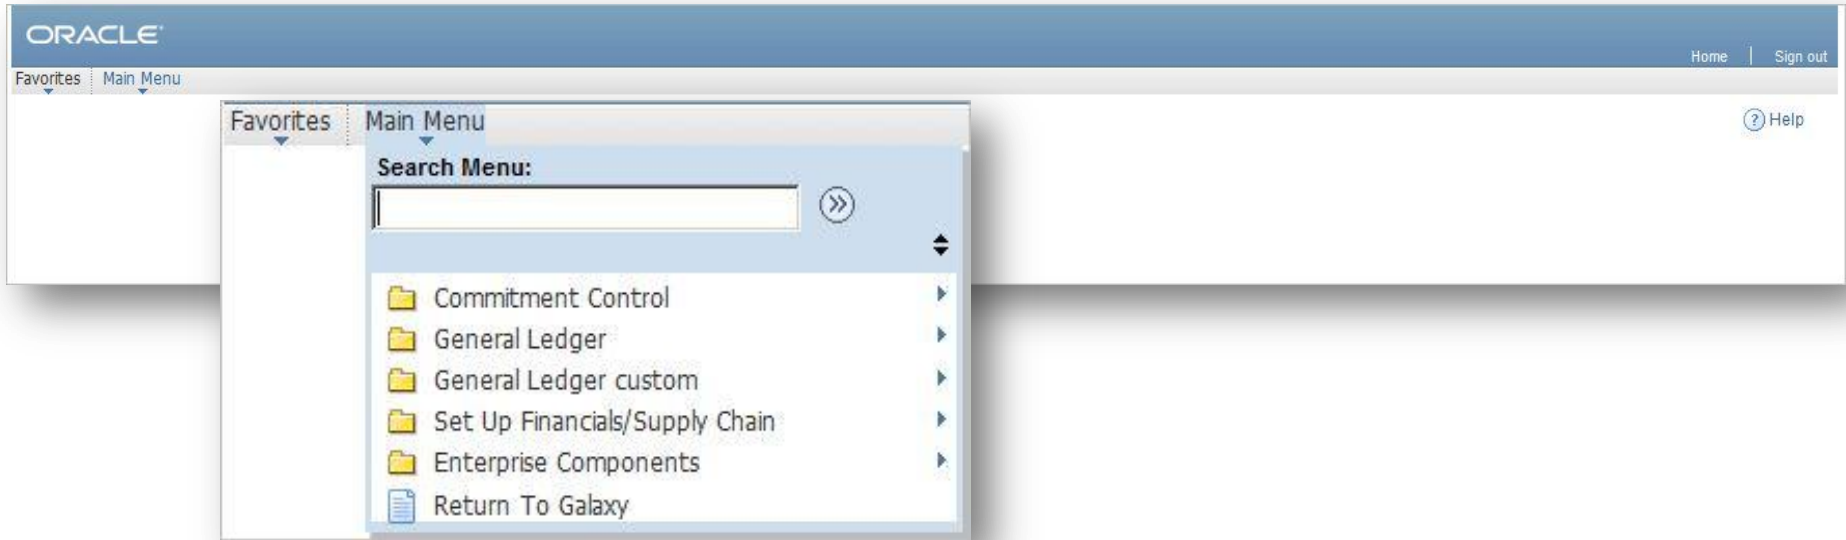 ORACLE
Home | Sign out
Favorites Main Menu
Help
Favorites Main Menu
Search Menu:
Commitment Control
General Ledger
General Ledger custom
Set Up Financials/Supply Chain
Enterprise Components
Return To Galaxy